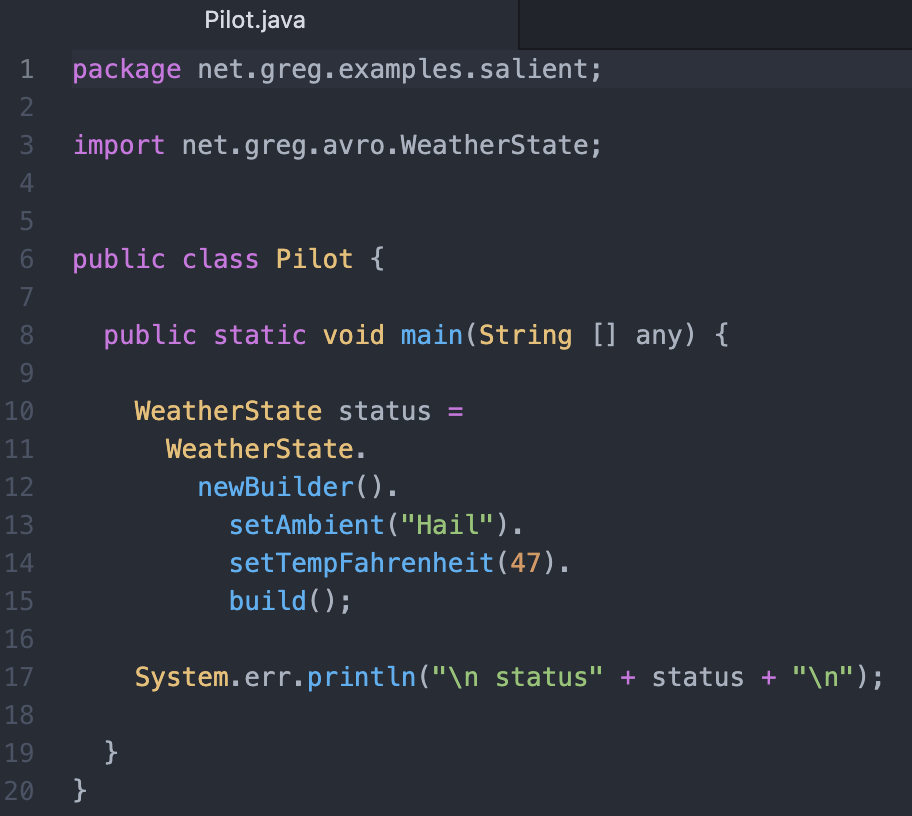 Pilot.java
1 package net.greg.examples.salient;
2
3 import net.greg.avro.WeatherState;
4
5
6 public class Pilot {
7
8   public static void main(String [] any) {
9
10     WeatherState status =
11       WeatherState.
12         newBuilder().
13           setAmbient("Hail").
14           setTempFahrenheit(47).
15           build();
16
17     System.err.println("\n status" + status + "\n");
18
19   }
20 }